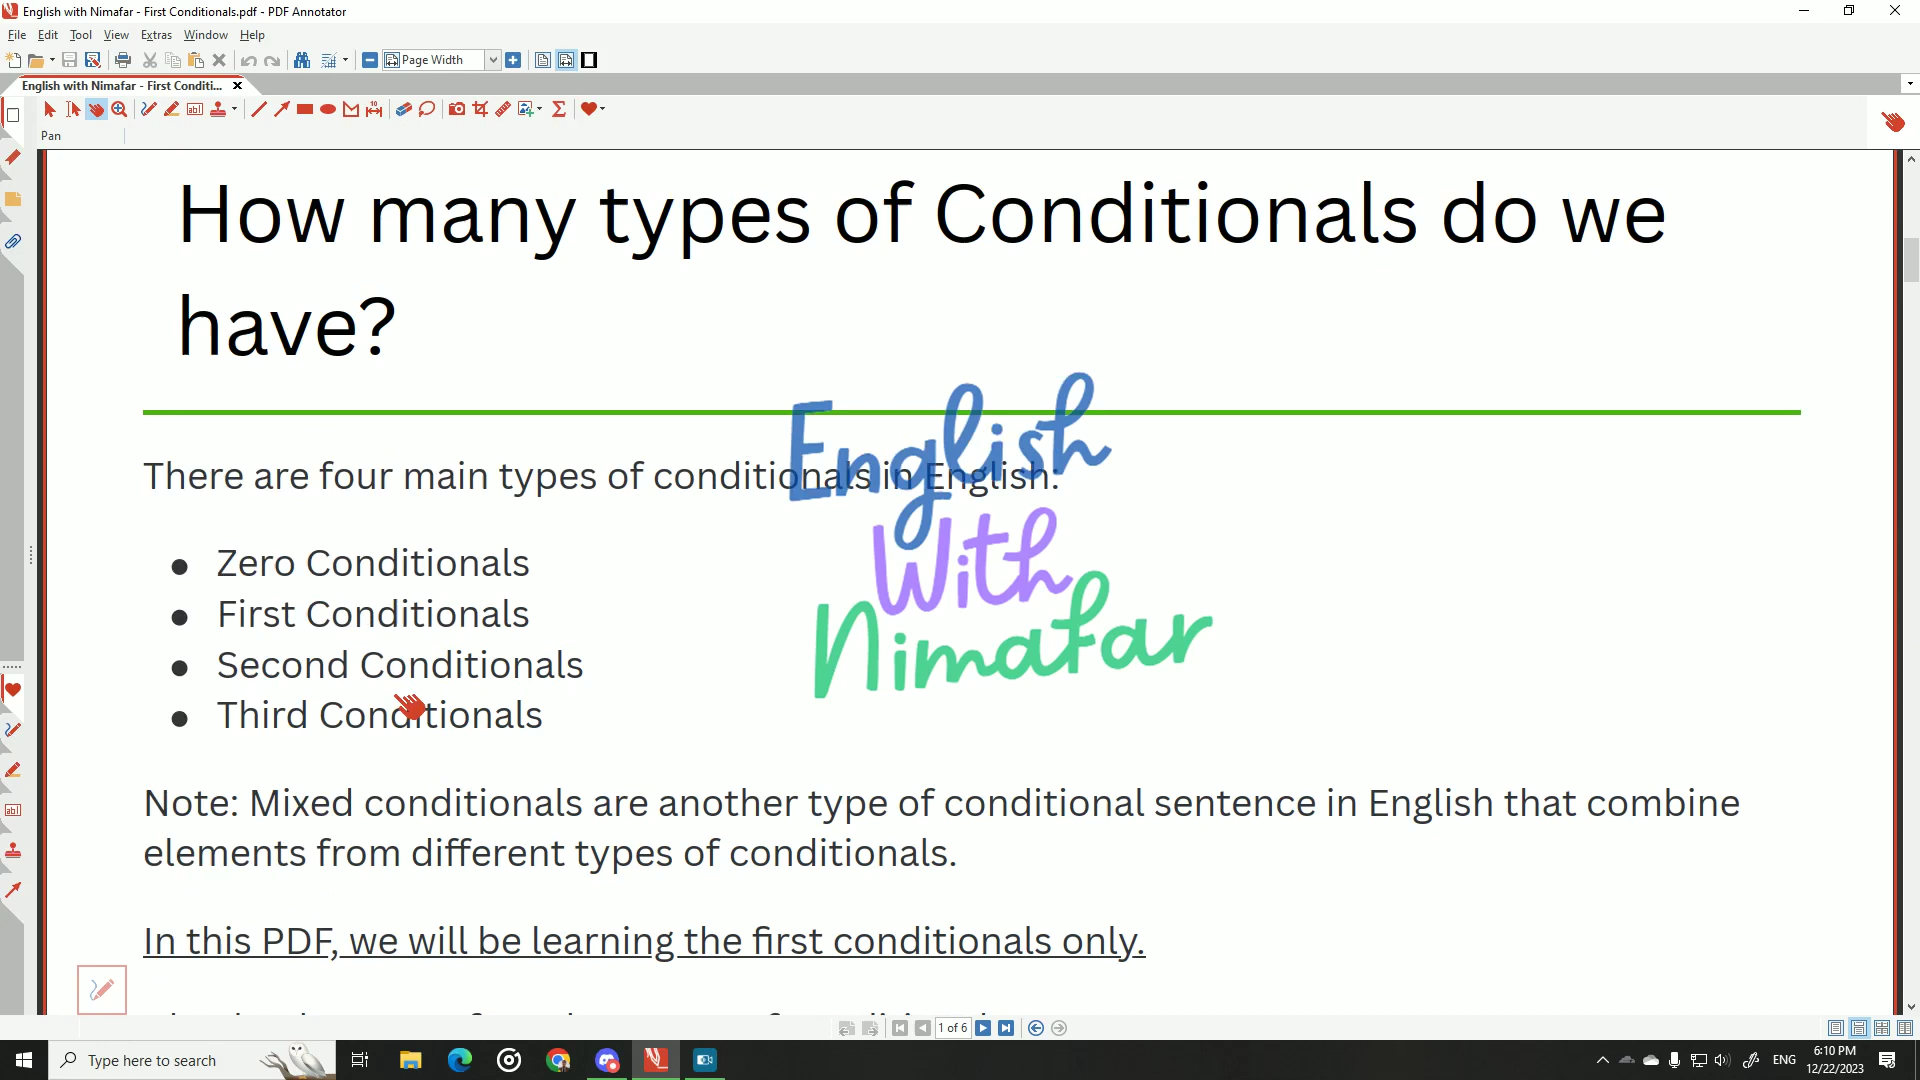 English with Nimafar - First Conditionals.pdf - PDF Annotator
File Edit Tool View Extras Window Help
Page Width
English with Nimafar - First Conditi...
Pan
How many types of Conditionals do we
have?
There are four main types of conditionals in English:
● Zero Conditionals
● First Conditionals
● Second Conditionals
● Third Conditionals
English
With
Nimafar
Note: Mixed conditionals are another type of conditional sentence in English that combine
elements from different types of conditionals.
In this PDF, we will be learning the first conditionals only.
1 of 6
Type here to search
ENG
6:10 PM
12/22/2023